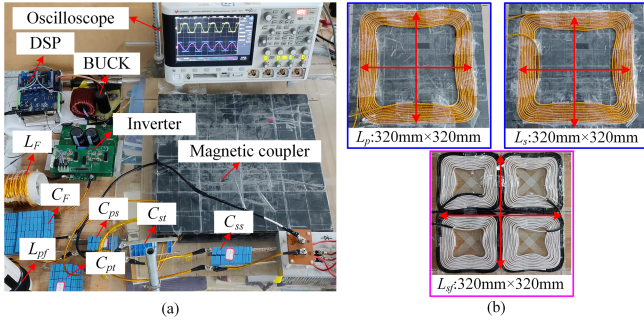 Oscilloscope
DSP
BUCK
Inverter
L_F
Magnetic coupler
C_F
C_ps
C_st
C_ss
L_pf
C_pt
(a)
L_p:320mm×320mm
L_s:320mm×320mm
L_sf:320mm×320mm
(b)